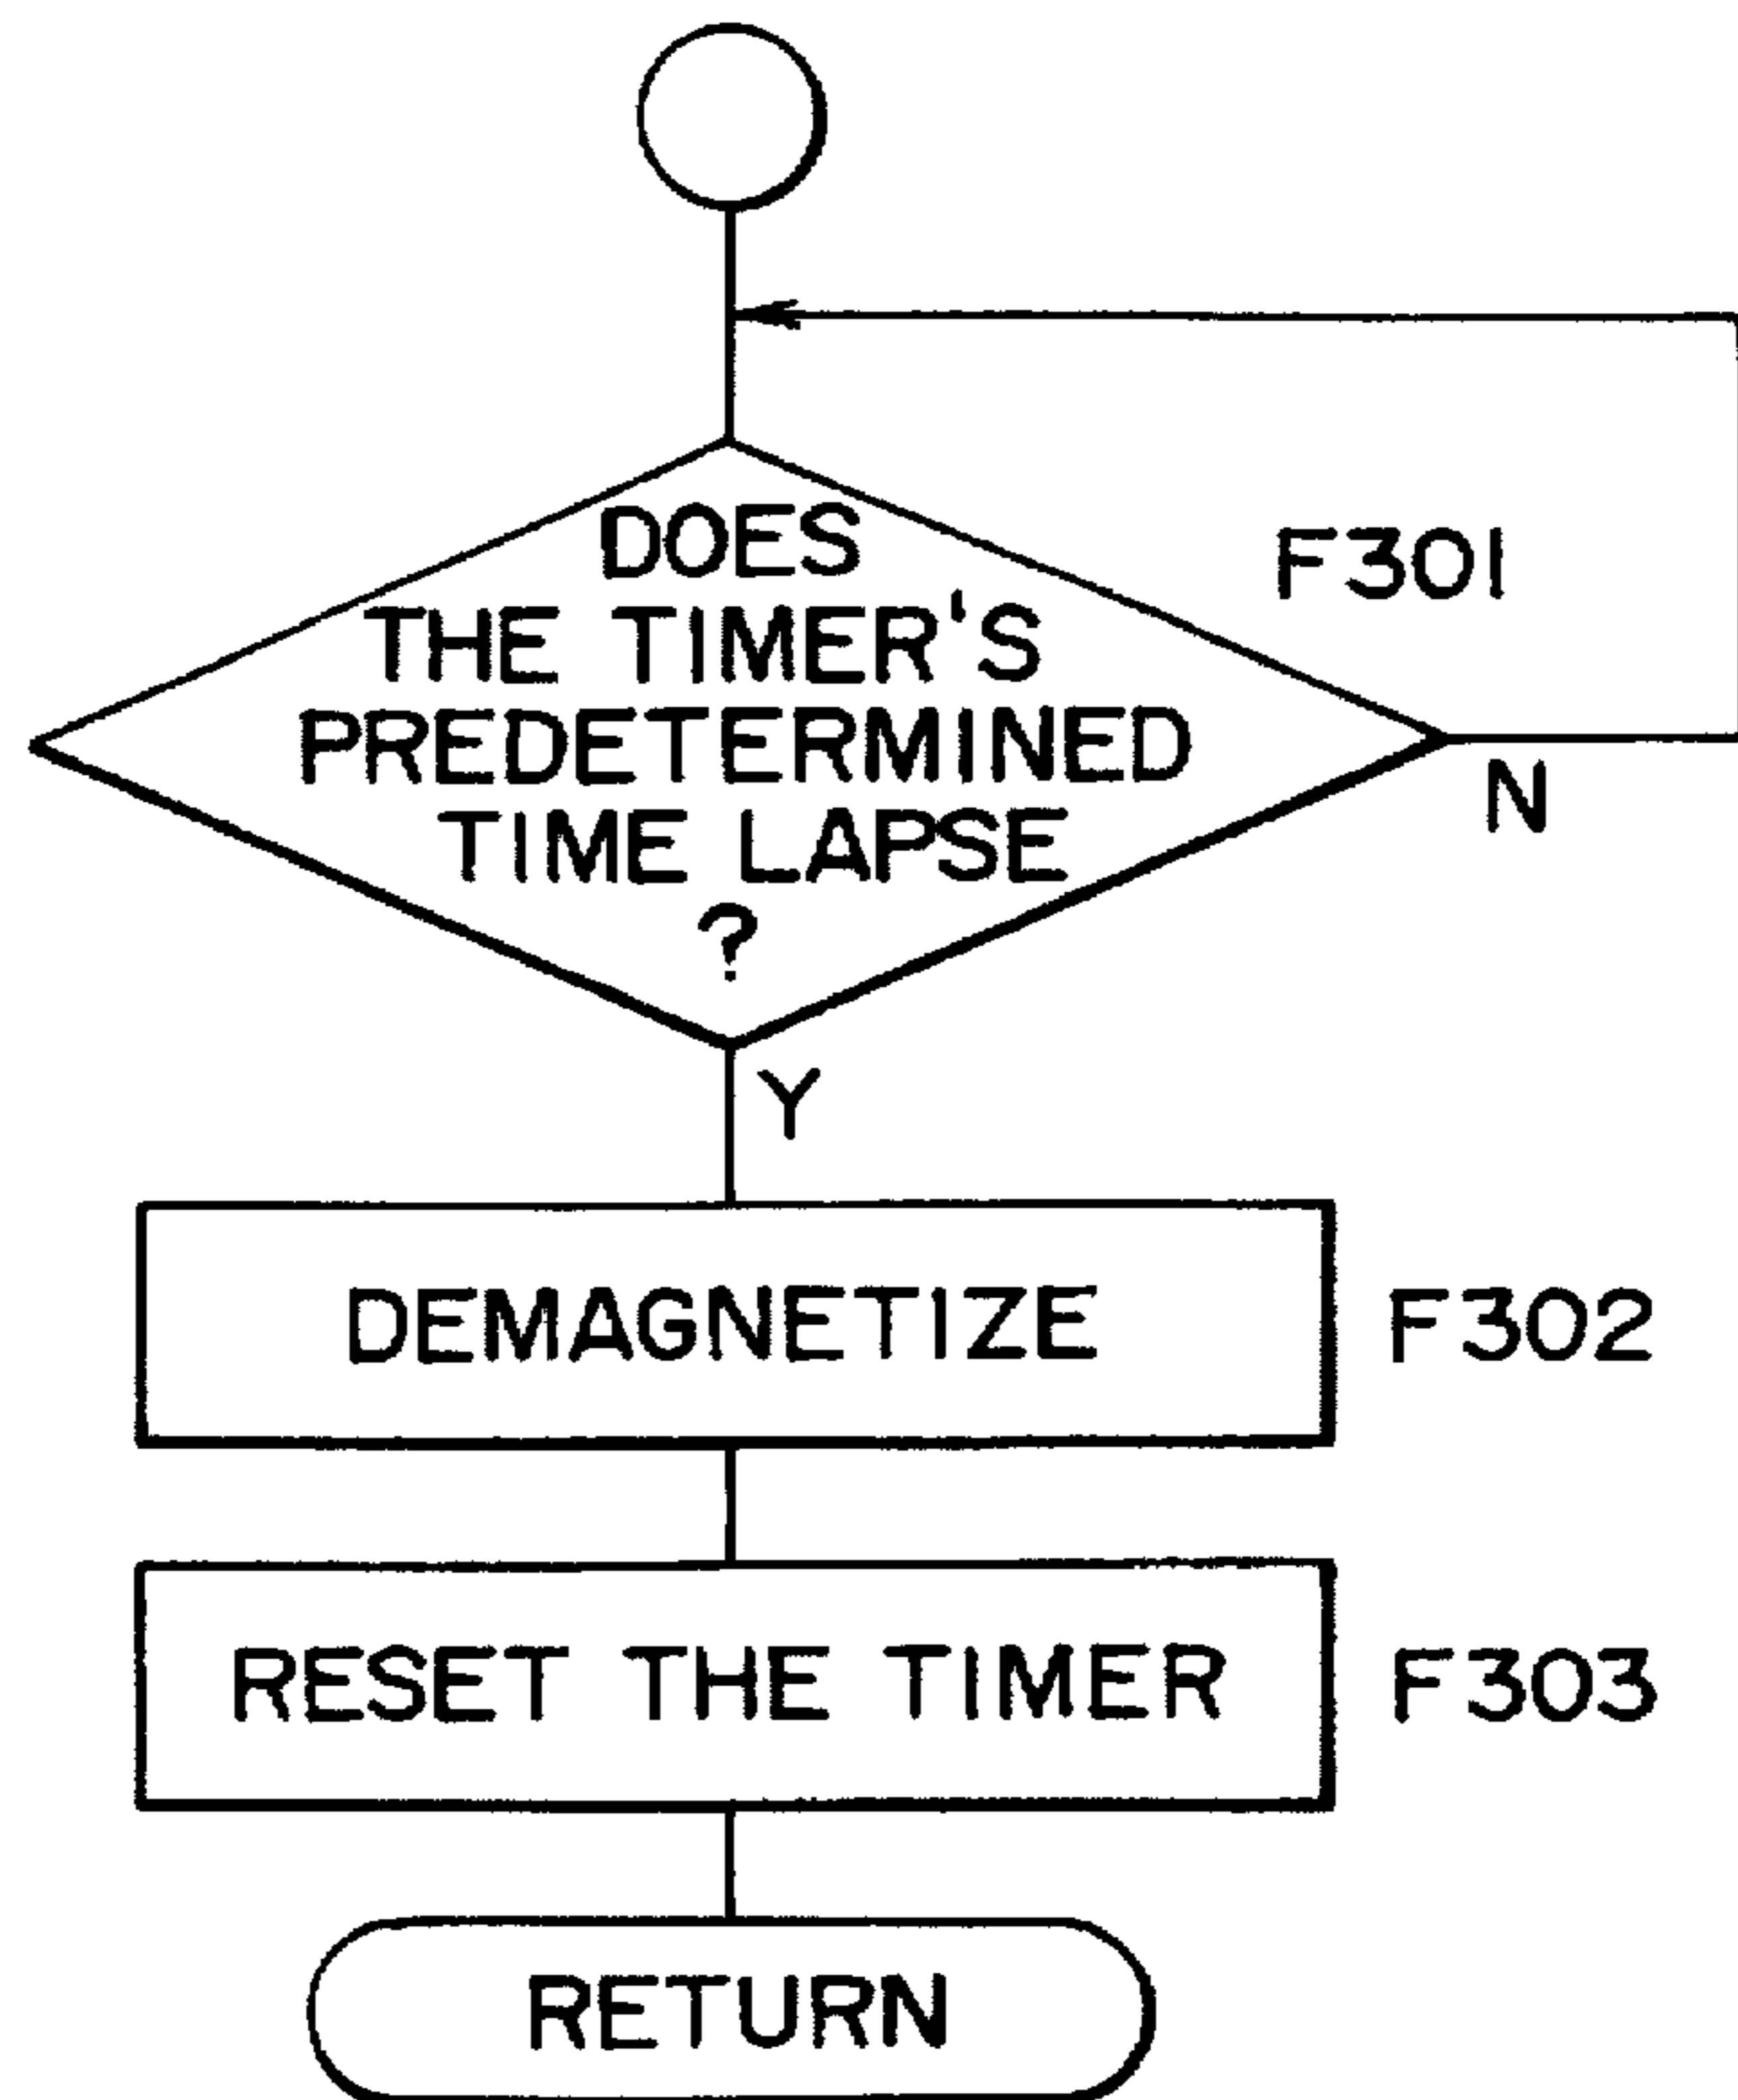 DOES
THE TIMER'S
PREDETERMINED
TIME LAPSE
?
F301
N
Y
DEMAGNETIZE
F302
RESET THE TIMER
F303
RETURN